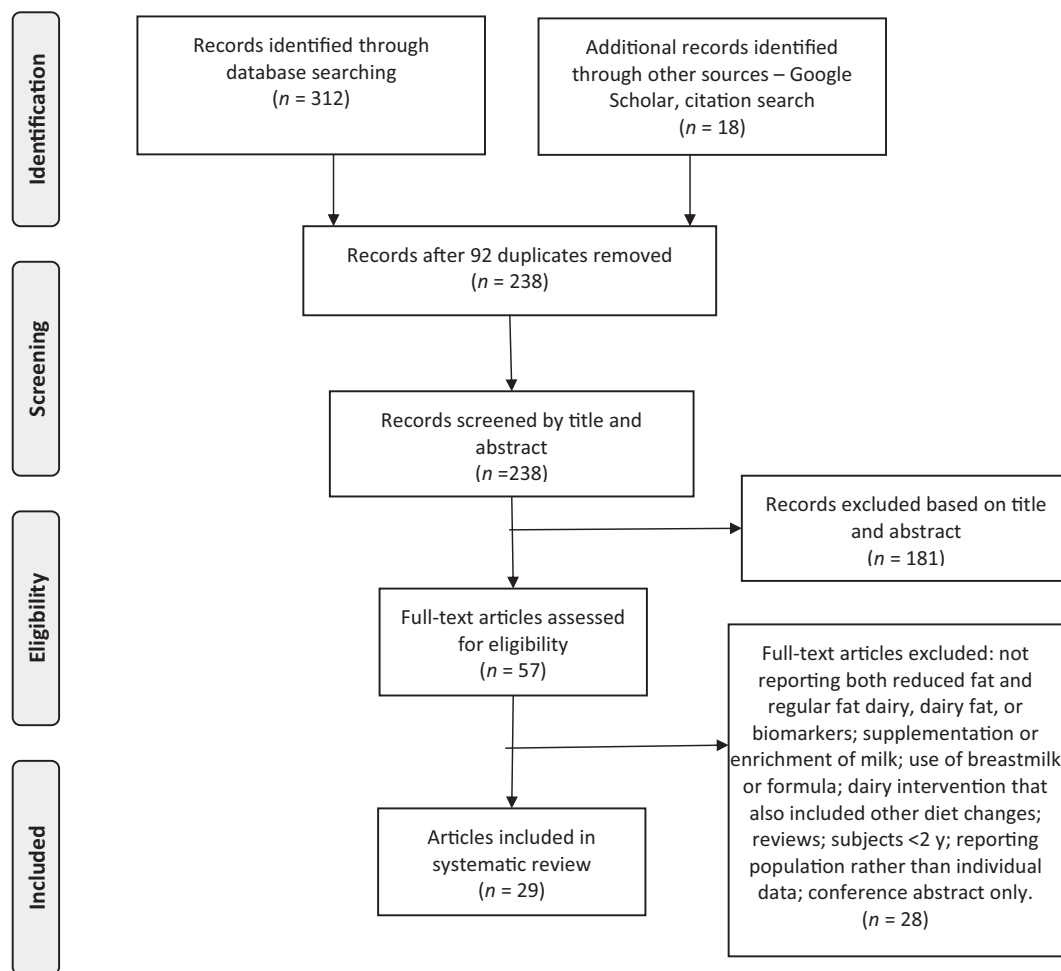 Identification
Records identified through
database searching
(n = 312)
Additional records identified
through other sources – Google
Scholar, citation search
(n = 18)
Records after 92 duplicates removed
(n = 238)
Screening
Records screened by title and
abstract
(n =238)
Records excluded based on title
and abstract
(n = 181)
Eligibility
Full-text articles assessed
for eligibility
(n = 57)
Full-text articles excluded: not
reporting both reduced fat and
regular fat dairy, dairy fat, or
biomarkers; supplementation or
enrichment of milk; use of breastmilk
or formula; dairy intervention that
also included other diet changes;
reviews; subjects <2 y; reporting
population rather than individual
data; conference abstract only.
(n = 28)
Included
Articles included in
systematic review
(n = 29)